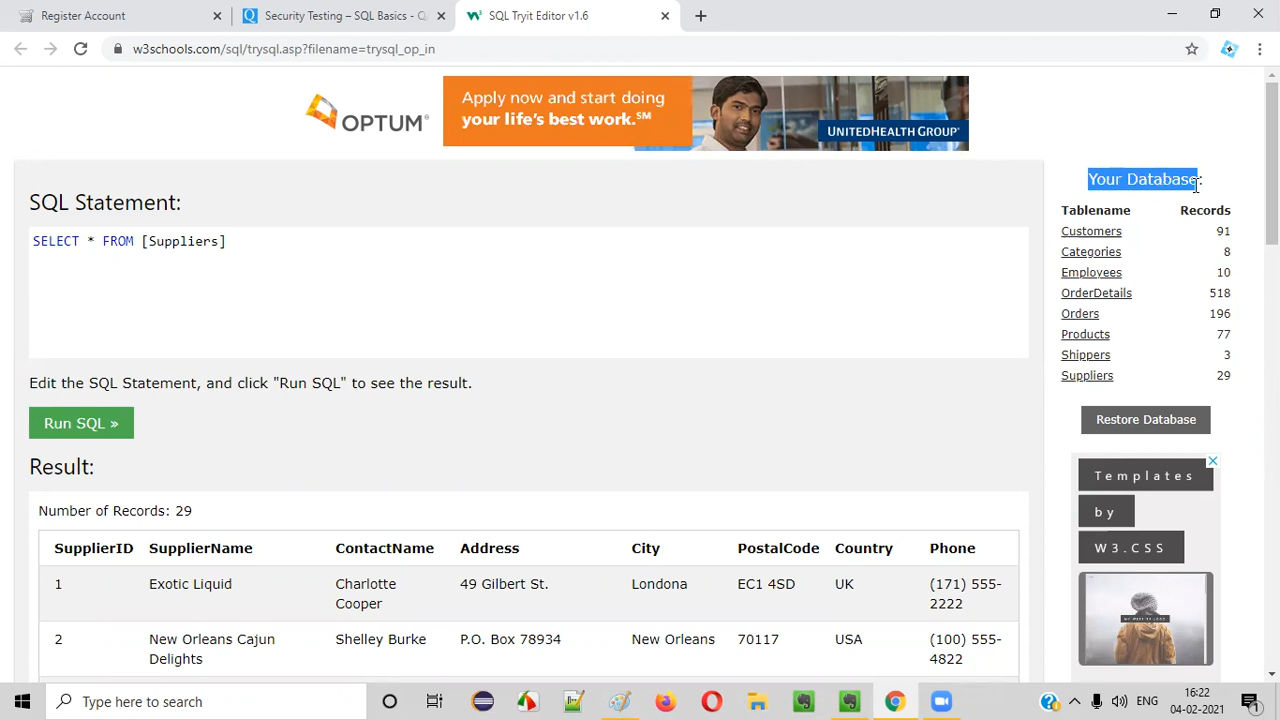 Register Account
Security Testing – SQL Basics - Q
SQL Tryit Editor v1.6
w3schools.com/sql/trysql.asp?filename=trysql_op_in
OPTUM®
Apply now and start doing
your life's best work.℠
UNITEDHEALTH GROUP®
Your Database:
Tablename Records
Customers 91
Categories 8
Employees 10
OrderDetails 518
Orders 196
Products 77
Shippers 3
Suppliers 29
Restore Database
SQL Statement:
SELECT * FROM [Suppliers]
Edit the SQL Statement, and click "Run SQL" to see the result.
Run SQL »
Result:
Number of Records: 29
SupplierID SupplierName ContactName Address City PostalCode Country Phone
1 Exotic Liquid Charlotte Cooper 49 Gilbert St. Londona EC1 4SD UK (171) 555-2222
2 New Orleans Cajun Delights Shelley Burke P.O. Box 78934 New Orleans 70117 USA (100) 555-4822
Templates
by
W3.CSS
Type here to search
16:22
04-02-2021